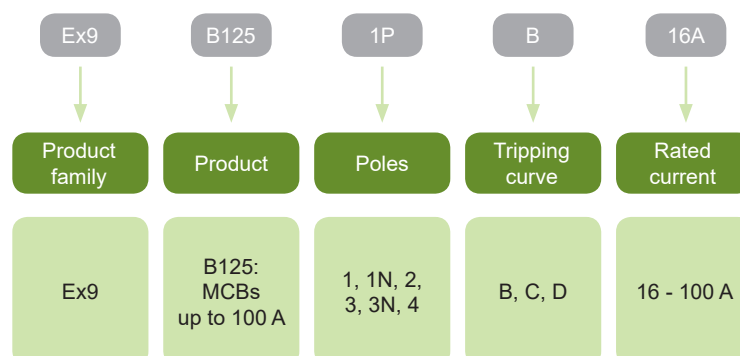 Ex9 B125 1P B 16A
Product family
Product
Poles
Tripping curve
Rated current
Ex9
B125:
MCBs
up to 100 A
1, 1N, 2,
3, 3N, 4
B, C, D
16 - 100 A